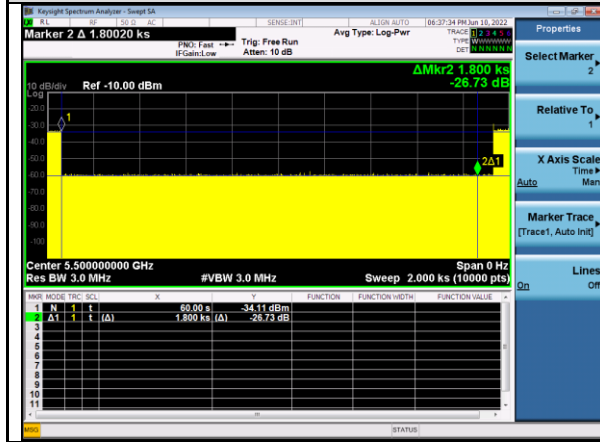 Keysight Spectrum Analyzer - Swept SA
RL RF 50 Ω AC SENSE:INT ALIGN AUTO 06:37:34 PM Jun 10, 2022
Marker 2 Δ 1.80020 ks
PNO: Fast
IFGain:Low
Trig: Free Run
Atten: 10 dB
Avg Type: Log-Pwr
TRACE 1 2 3 4 5 6
TYPE WWWWWW
DET NNNNNN
ΔMkr2 1.800 ks
-26.73 dB
10 dB/div
Log
Ref -10.00 dBm
-20.0
-30.0
-40.0
-50.0
-60.0
-70.0
-80.0
-90.0
-100
1
2Δ1
Center 5.500000000 GHz
Span 0 Hz
Res BW 3.0 MHz
#VBW 3.0 MHz
Sweep 2.000 ks (10000 pts)
MKR MODE TRC SCL X Y FUNCTION FUNCTION WIDTH FUNCTION VALUE
1 N 1 t 60.00 s -34.11 dBm
2 Δ1 1 t (Δ) 1.800 ks (Δ) -26.73 dB
3
4
5
6
7
8
9
10
11
MSG
STATUS
Properties
Select Marker
2
Relative To
1
X Axis Scale
Time
Auto Man
Marker Trace
[Trace1, Auto Init]
Lines
On Off